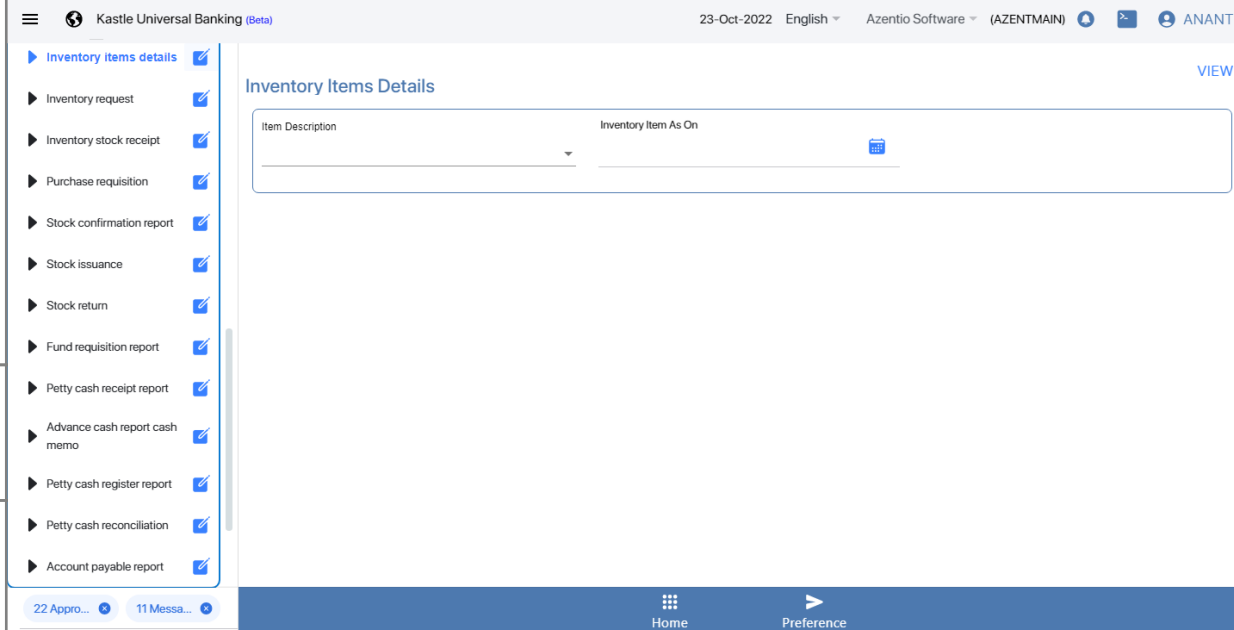 Kastle Universal Banking (Beta)
23-Oct-2022 English Azentio Software (AZENTMAIN) ANANT
Inventory items details
Inventory request
Inventory stock receipt
Purchase requisition
Stock confirmation report
Stock issuance
Stock return
Fund requisition report
Petty cash receipt report
Advance cash report cash
memo
Petty cash register report
Petty cash reconciliation
Account payable report
22 Appro...
11 Messa...
VIEW
Inventory Items Details
Item Description
Inventory Item As On
Home
Preference